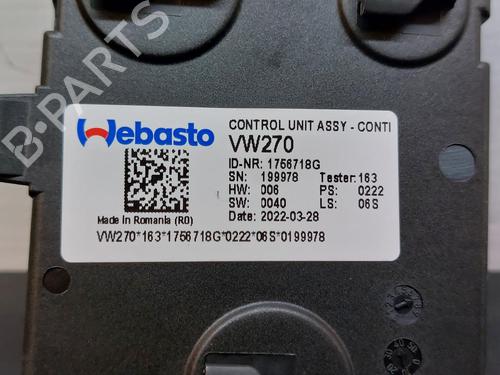 B-PARTS
Webasto
CONTROL UNIT ASSY - CONTI
VW270
ID-NR: 1756718G
SN: 199978 Tester: 163
HW: 006 PS: 0222
SW: 0040 LS: 06S
Date: 2022-03-28
Made in Romania (RO)
VW270*163*1756718G*0222*06S*0199978